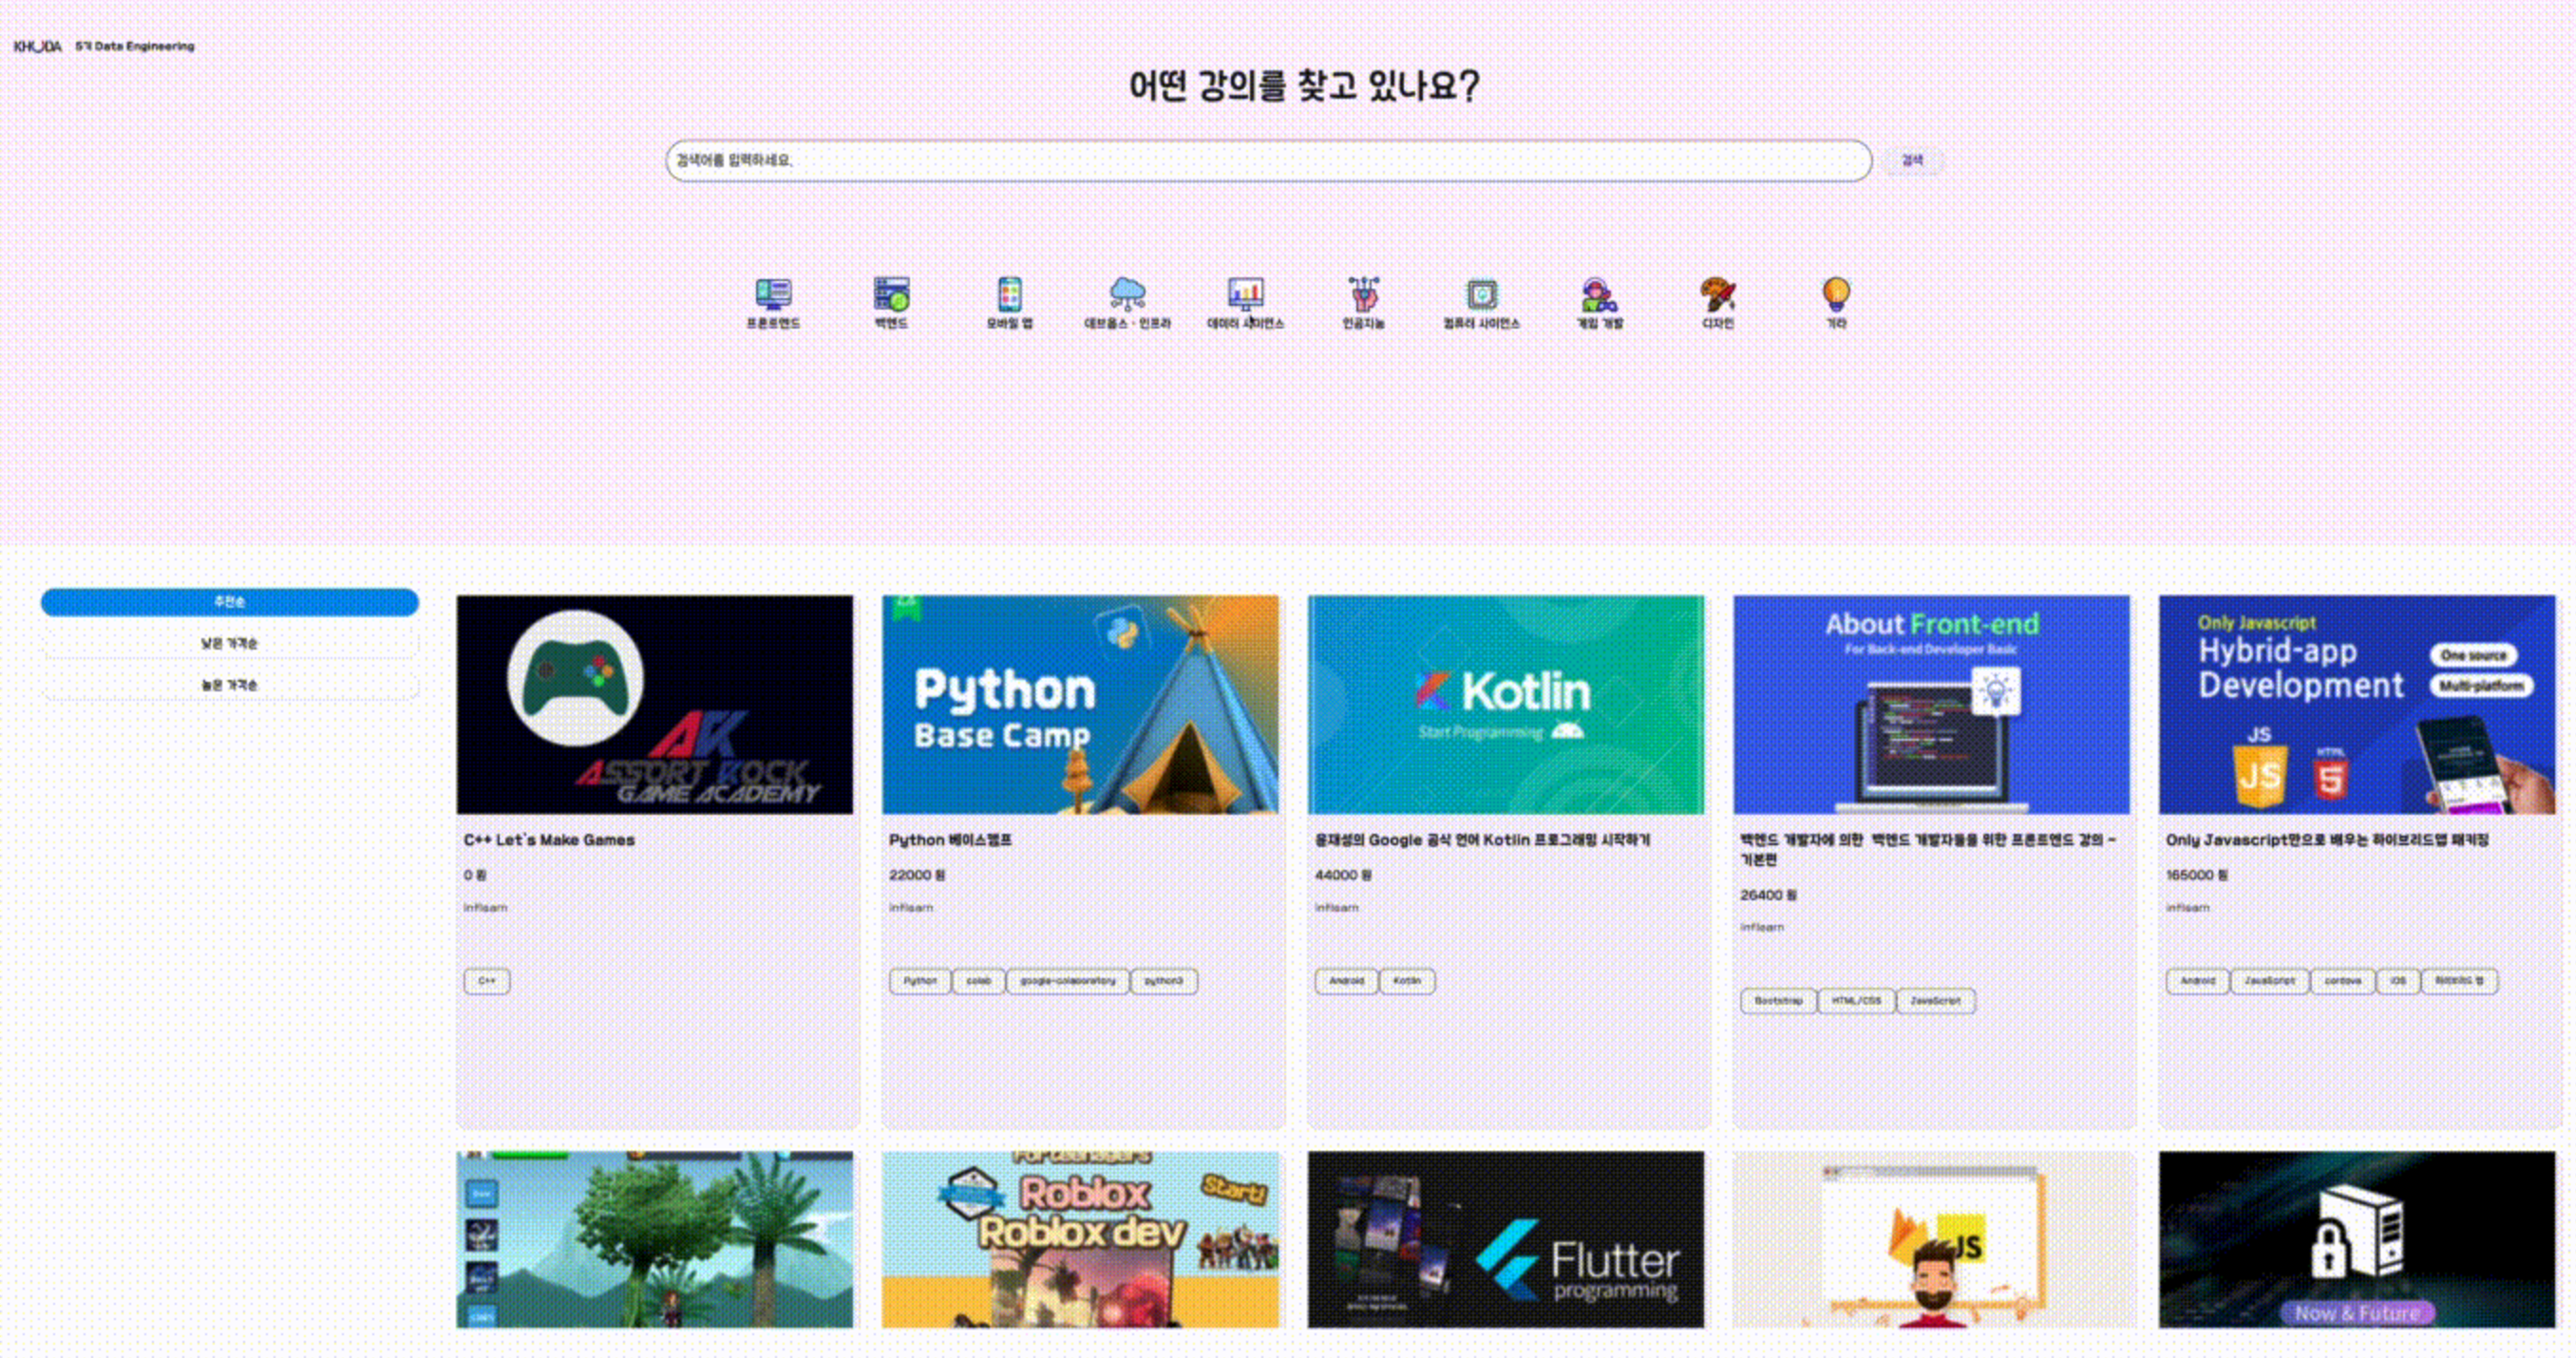 KHUDA 5기 Data Engineering
어떤 강의를 찾고 있나요?
검색어를 입력하세요.
검색
프론트엔드
백엔드
모바일 앱
데브옵스 · 인프라
데이터 사이언스
인공지능
컴퓨터 사이언스
게임 개발
디자인
기타
추천순
낮은 가격순
높은 가격순
ASSORT ROCK
GAME ACADEMY
C++ Let's Make Games
0 원
inflearn
C++
Python
Base Camp
Python 베이스캠프
22000 원
inflearn
Python colab google-colaboratory python3
Kotlin
Start Programming
윤재성의 Google 공식 언어 Kotlin 프로그래밍 시작하기
44000 원
inflearn
Android Kotlin
About Front-end
For Back-end Developer Basic
백엔드 개발자에 의한 백엔드 개발자들을 위한 프론트엔드 강의 -
기본편
26400 원
inflearn
Bootstrap HTML/CSS JavaScript
Only Javascript
Hybrid-app
Development
One source
Multi-platform
JS
JS
HTML
5
Only Javascript만으로 배우는 하이브리드앱 패키징
165000 원
inflearn
Android JavaScript cordova iOS 하이브리드 앱
For teenagers
Roblox
Roblox dev
Start!
Flutter
programming
JS
Now & Future